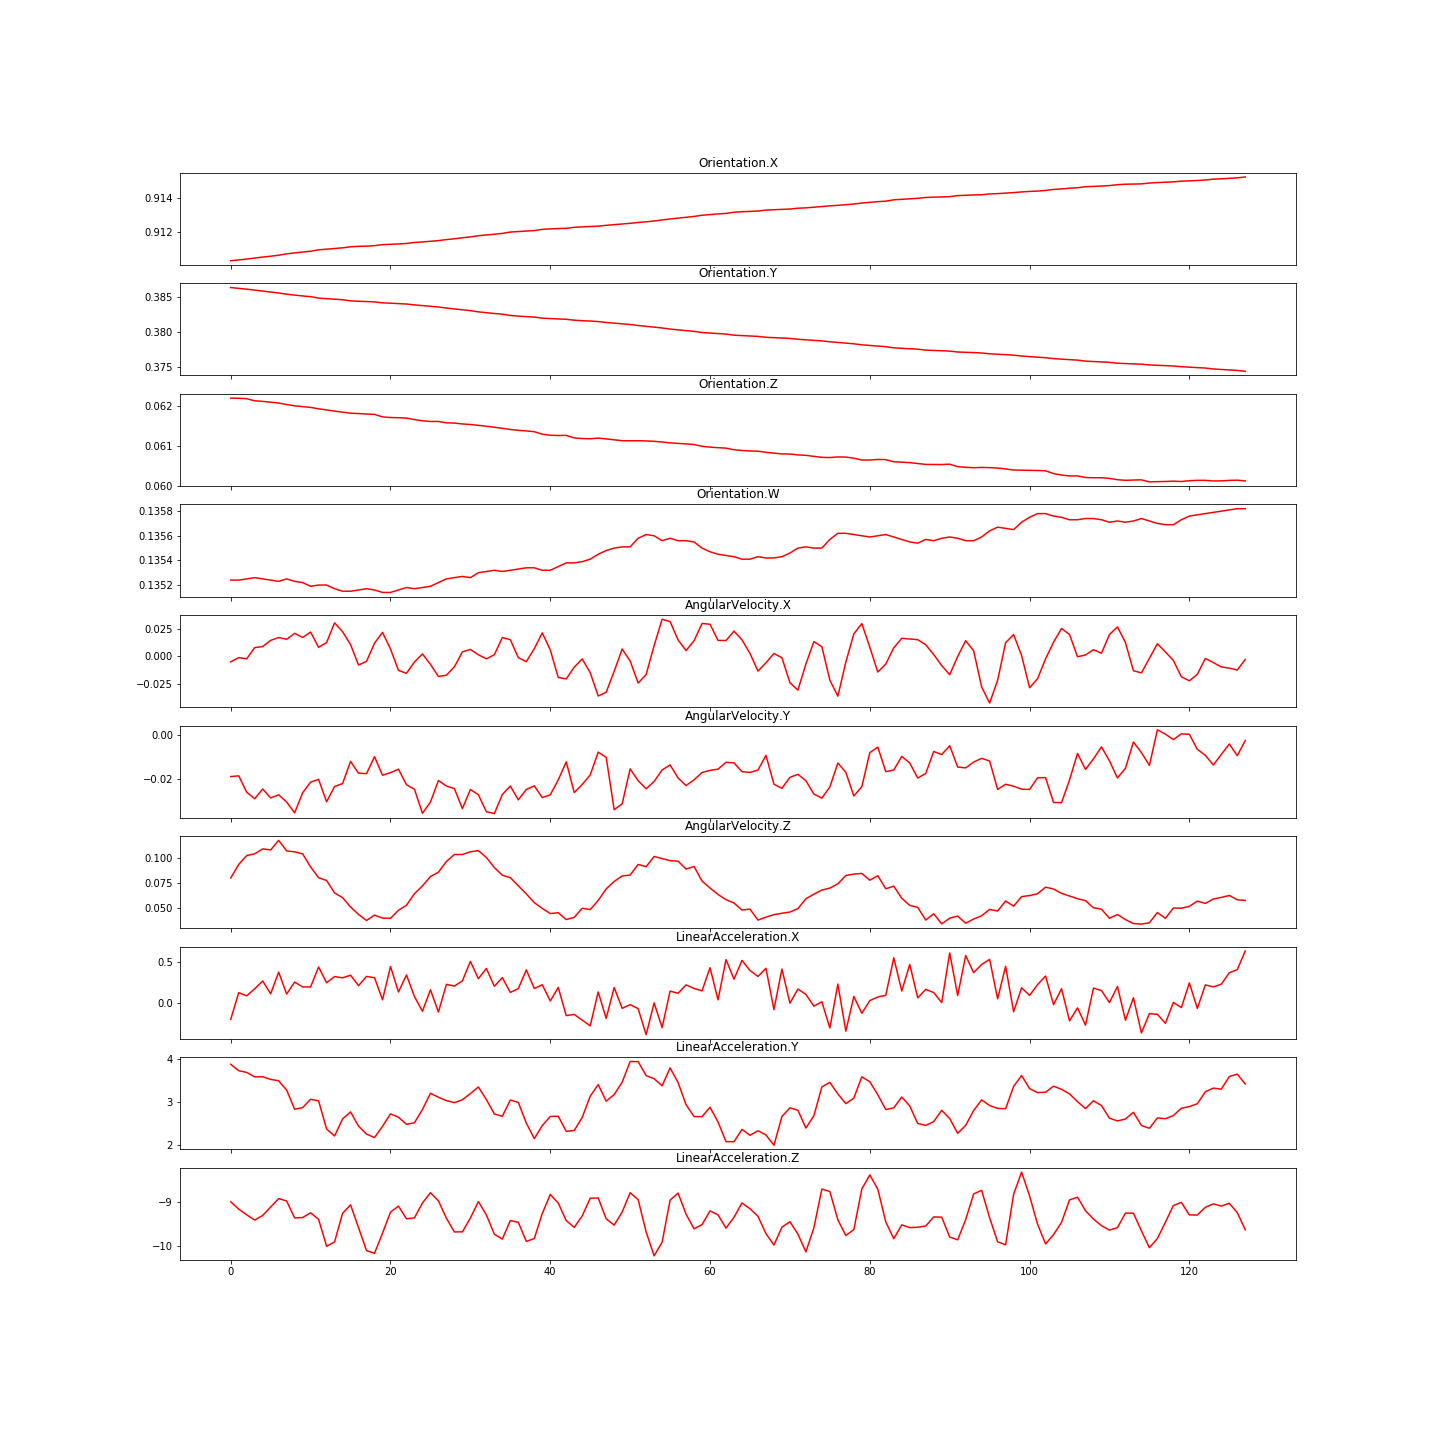 Orientation.X
0.914
0.912
Orientation.Y
0.385
0.380
0.375
Orientation.Z
0.062
0.061
0.060
Orientation.W
0.1358
0.1356
0.1354
0.1352
AngularVelocity.X
0.025
0.000
−0.025
AngularVelocity.Y
0.00
−0.02
AngularVelocity.Z
0.100
0.075
0.050
LinearAcceleration.X
0.5
0.0
LinearAcceleration.Y
4
3
2
LinearAcceleration.Z
−9
−10
0 20 40 60 80 100 120